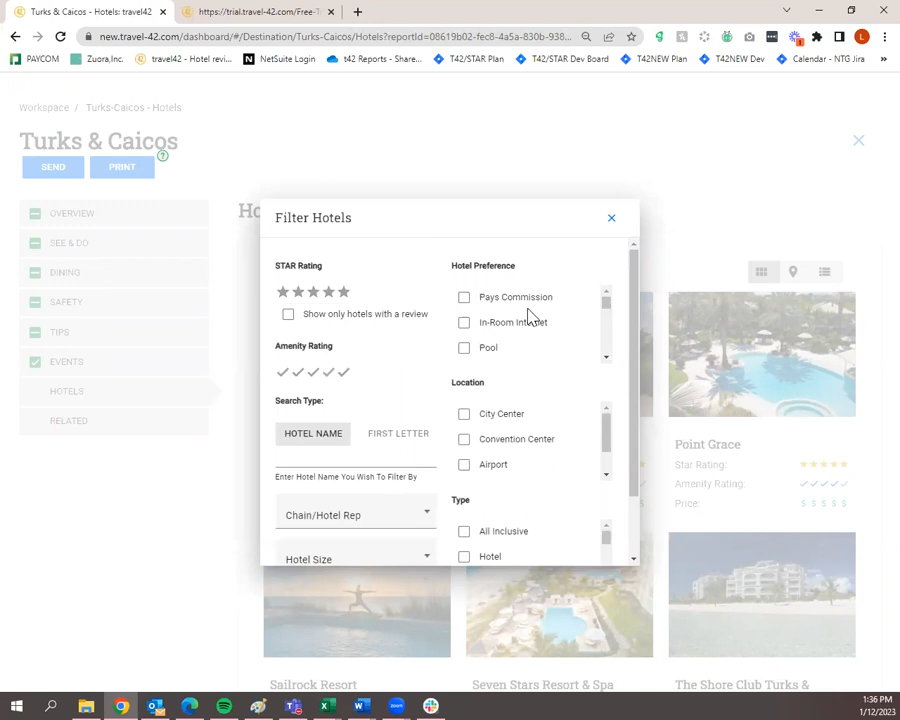 Turks & Caicos - Hotels: travel42
https://trial.travel-42.com/Free-T
new.travel-42.com/dashboard/#/Destination/Turks-Caicos/Hotels?reportId=08619b02-fec8-4a5a-830b-938...
PAYCOM
Zuora,Inc.
travel42 - Hotel revi...
NetSuite Login
t42 Reports - Share...
T42/STAR Plan
T42/STAR Dev Board
T42NEW Plan
T42NEW Dev
Calendar - NTG Jira
Workspace / Turks-Caicos - Hotels
Turks & Caicos
SEND PRINT
OVERVIEW
SEE & DO
DINING
SAFETY
TIPS
EVENTS
HOTELS
RELATED
Ho
Filter Hotels
STAR Rating
Show only hotels with a review
Amenity Rating
Search Type:
HOTEL NAME FIRST LETTER
Enter Hotel Name You Wish To Filter By
Chain/Hotel Rep
Hotel Size
Hotel Preference
Pays Commission
In-Room Internet
Pool
Location
City Center
Convention Center
Airport
Type
All Inclusive
Hotel
Point Grace
Star Rating:
Amenity Rating:
Price: $ $ $ $ $
Sailrock Resort
Seven Stars Resort & Spa
The Shore Club Turks &
1:36 PM
1/12/2023